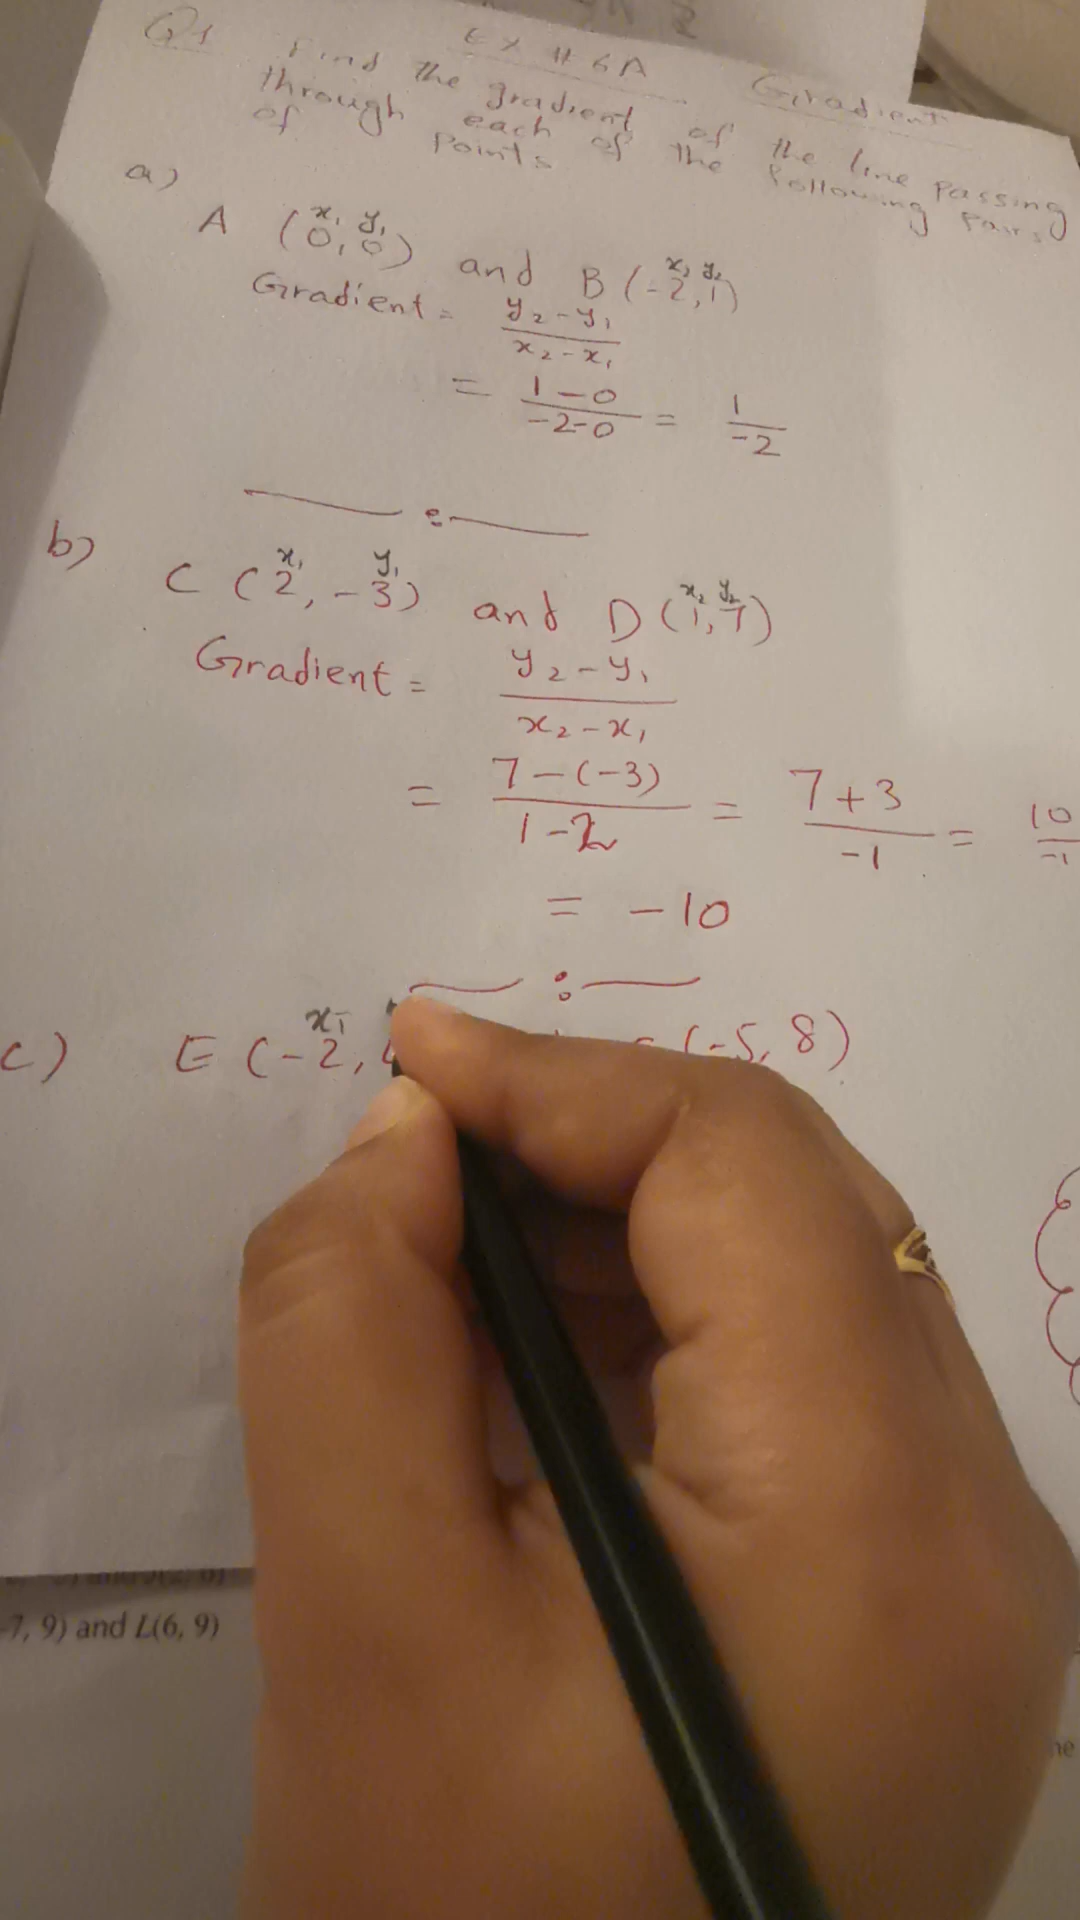 Q1 Ex # 6A Gradient
Find the gradient of the line passing
through each of the following Pairs
of Points
a)
x1 y1 x2 y2
A (0, 0) and B (-2, 1)
Gradient = y2 - y1 / x2 - x1
= 1 - 0 / -2 - 0 = 1 / -2
b)
x1 y1 x2 y2
C (2, -3) and D (1, 7)
Gradient = y2 - y1 / x2 - x1
= 7 - (-3) / 1 - 2 = 7 + 3 / -1 = 10 / -1
= -10
x1
c) E (-2, (-5, 8)
-7, 9) and L(6, 9)